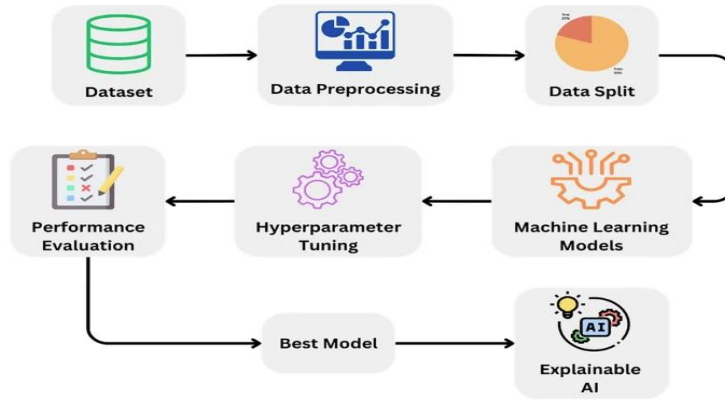 Dataset
Data Preprocessing
Data Split
Performance
Evaluation
Hyperparameter
Tuning
Machine Learning
Models
Best Model
AI
Explainable
AI